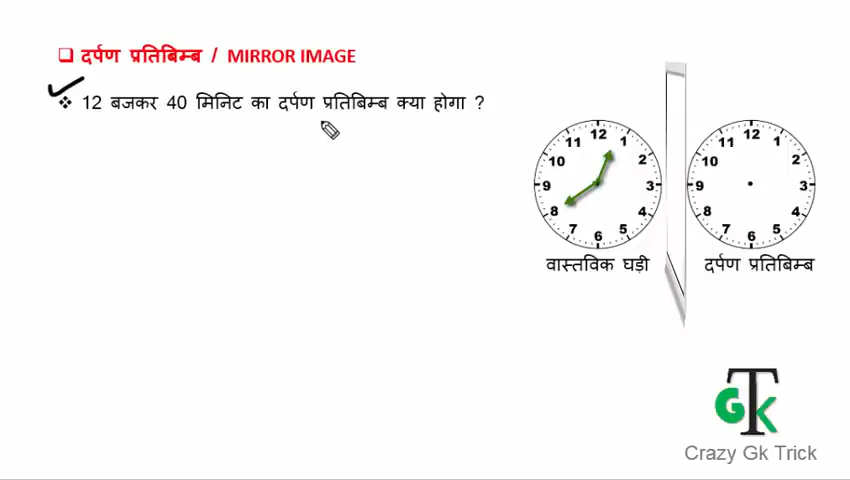 दर्पण प्रतिबिम्ब / MIRROR IMAGE
12 बजकर 40 मिनिट का दर्पण प्रतिबिम्ब क्या होगा ?
12 1 2 3 4 5 6 7 8 9 10 11
12 1 2 3 4 5 6 7 8 9 10 11
वास्तविक घड़ी
दर्पण प्रतिबिम्ब
GTK
Crazy Gk Trick